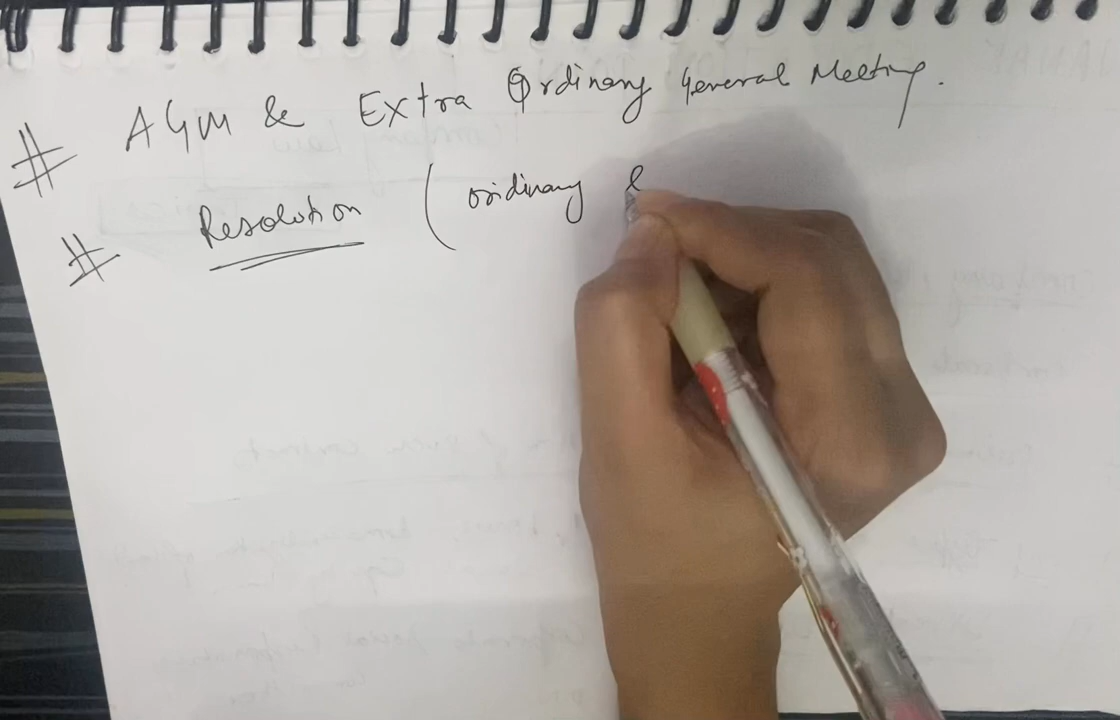 # AGM & Extra Ordinary General Meeting.
# Resolution ( ordinary &